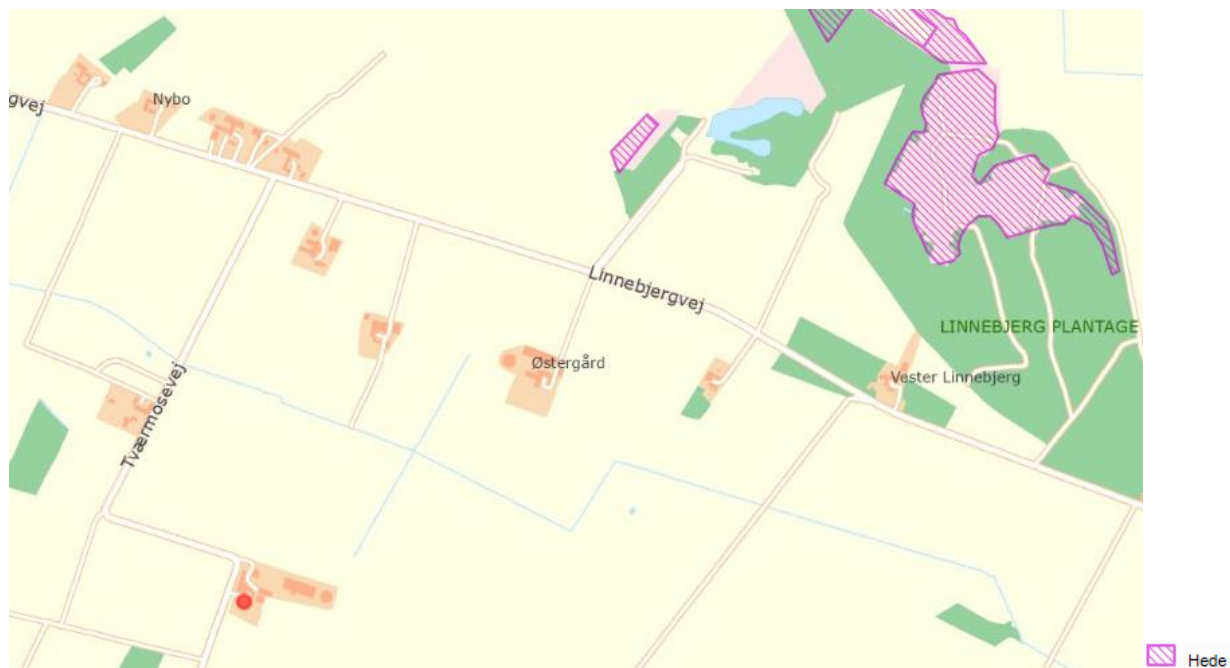 Nybo
gvej
Linnebjergvej
LINNEBJERG PLANTAGE
Østergård
Vester Linnebjerg
Tværmosevej
Hede